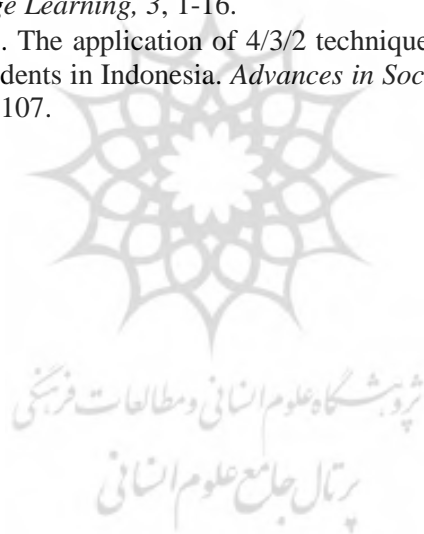 ge Learning, 3, 1-16.
. The application of 4/3/2 technique
dents in Indonesia. Advances in Soc
107.
پژوهشگاه علوم انسانی و مطالعات فرهنگی
پرتال جامع علوم انسانی